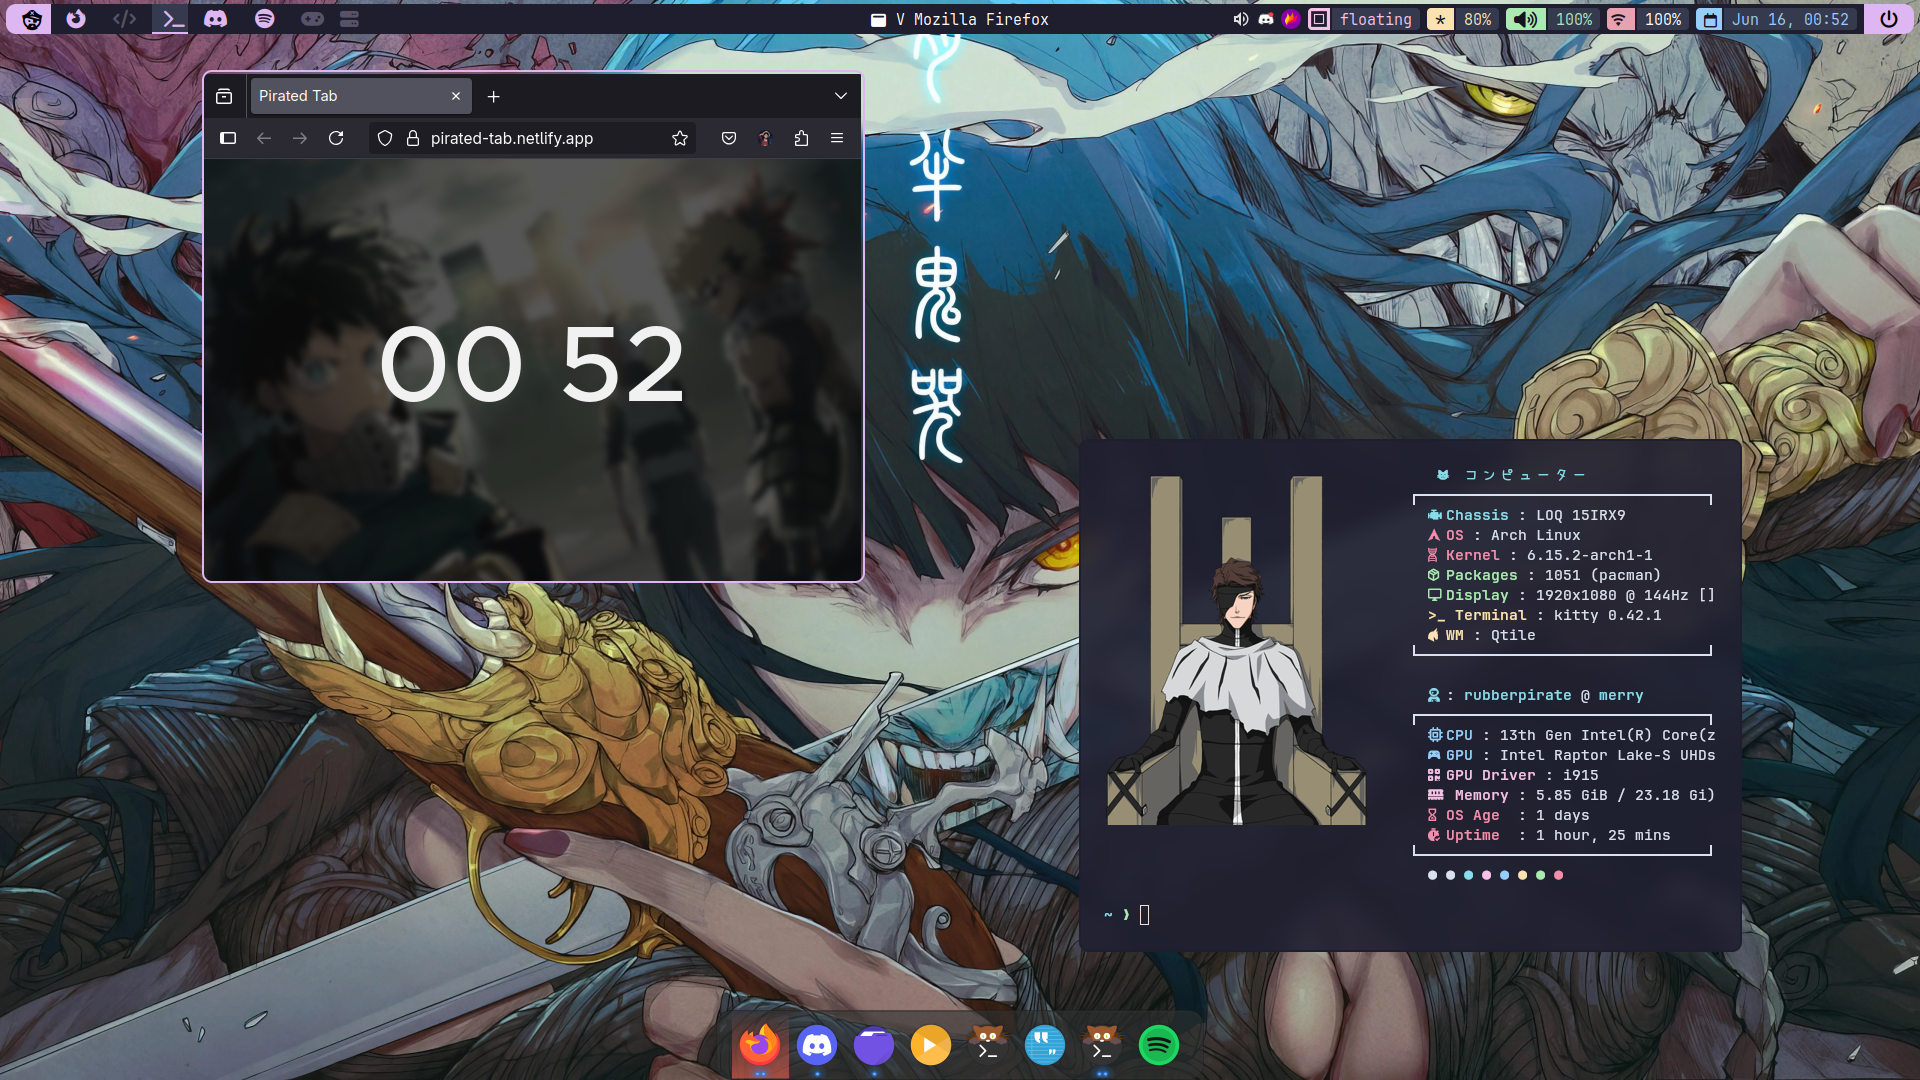 V Mozilla Firefox
floating
80%
100%
100%
Jun 16, 00:52
Pirated Tab
pirated-tab.netlify.app
00 52
半
鬼
咒
コンピューター
Chassis : LOQ 15IRX9
OS : Arch Linux
Kernel : 6.15.2-arch1-1
Packages : 1051 (pacman)
Display : 1920x1080 @ 144Hz []
>_ Terminal : kitty 0.42.1
WM : Qtile
: rubberpirate @ merry
CPU : 13th Gen Intel(R) Core(z
GPU : Intel Raptor Lake-S UHDs
GPU Driver : i915
Memory : 5.85 GiB / 23.18 Gi)
OS Age : 1 days
Uptime : 1 hour, 25 mins
~ ❯